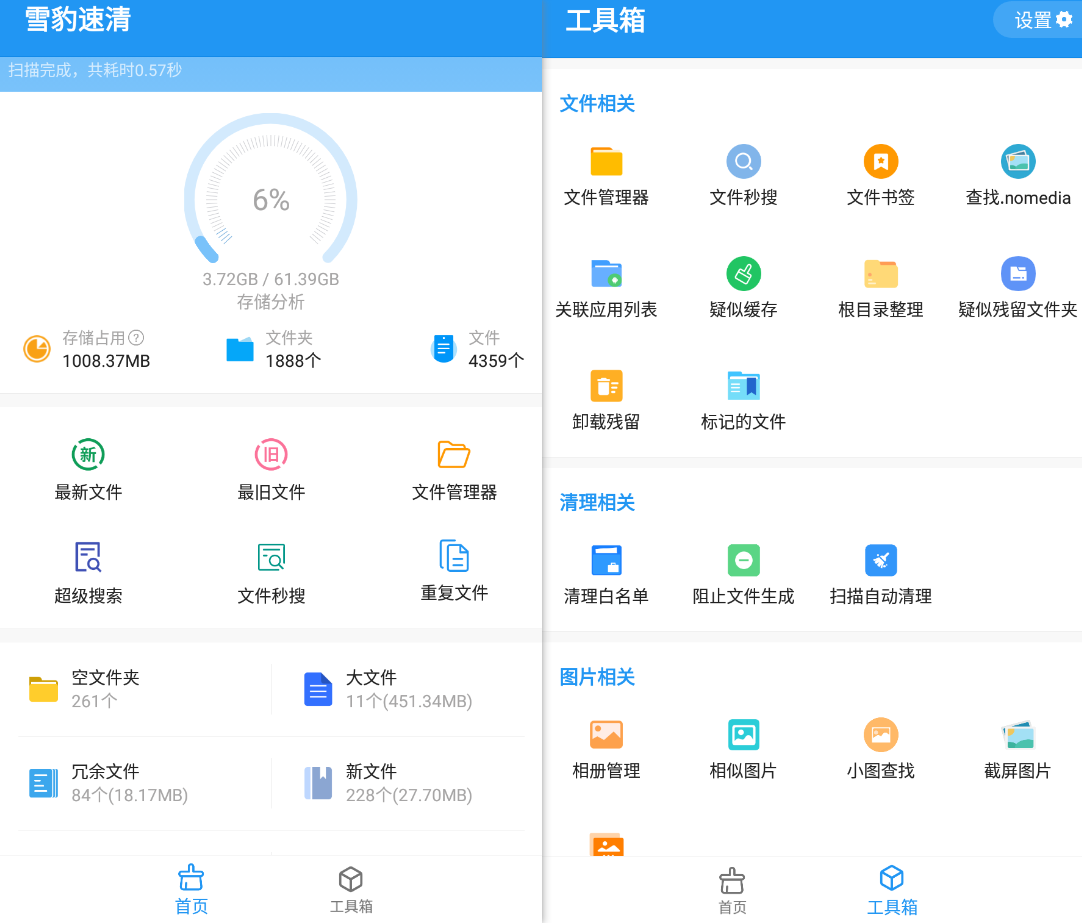 雪豹速清
扫描完成，共耗时0.57秒
6%
3.72GB / 61.39GB
存储分析
存储占用?
1008.37MB
文件夹
1888个
文件
4359个
新
最新文件
旧
最旧文件
文件管理器
超级搜索
文件秒搜
重复文件
空文件夹
261个
大文件
11个(451.34MB)
冗余文件
84个(18.17MB)
新文件
228个(27.70MB)
首页
工具箱
工具箱
设置
文件相关
文件管理器
文件秒搜
文件书签
查找.nomedia
关联应用列表
疑似缓存
根目录整理
疑似残留文件夹
卸载残留
标记的文件
清理相关
清理白名单
阻止文件生成
扫描自动清理
图片相关
相册管理
相似图片
小图查找
截屏图片
首页
工具箱